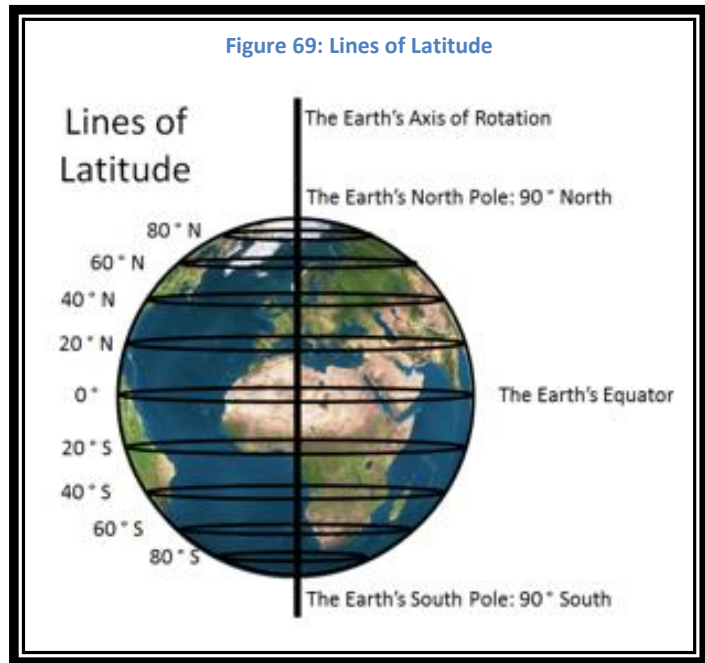 Figure 69: Lines of Latitude
Lines of
Latitude
The Earth's Axis of Rotation
The Earth's North Pole: 90° North
80° N
60° N
40° N
20° N
0°
The Earth's Equator
20° S
40° S
60° S
80° S
The Earth's South Pole: 90° South